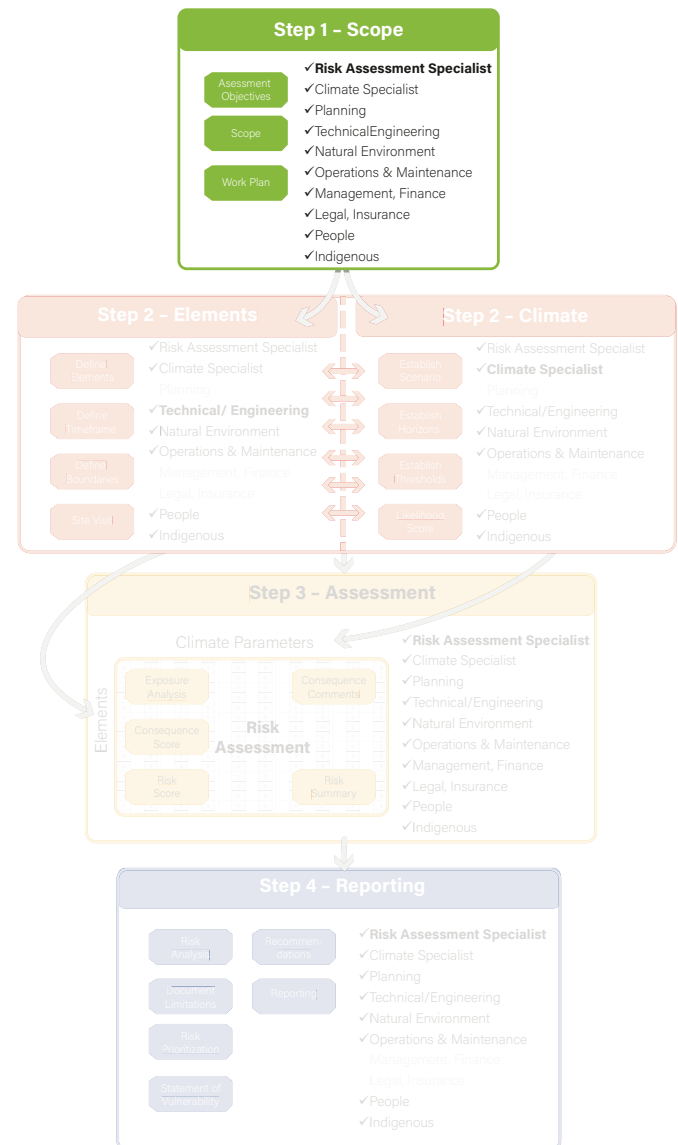 Step 1 – Scope
Asessment
Objectives
Scope
Work Plan
✓Risk Assessment Specialist
✓Climate Specialist
✓Planning
✓TechnicalEngineering
✓Natural Environment
✓Operations & Maintenance
✓Management, Finance
✓Legal, Insurance
✓People
✓Indigenous
Step 2 – Elements
Define
Elements
Define
Timeframe
Define
Boundaries
Site Visit
✓Risk Assessment Specialist
✓Climate Specialist
Planning
✓Technical/ Engineering
✓Natural Environment
✓Operations & Maintenance
Management, Finance
Legal, Insurance
✓People
✓Indigenous
Step 2 – Climate
Establish
Scenario
Establish
Horizons
Establish
Thresholds
Likelihood
Score
✓Risk Assessment Specialist
✓Climate Specialist
Planning
✓Technical/Engineering
✓Natural Environment
✓Operations & Maintenance
Management, Finance
Legal, Insurance
✓People
✓Indigenous
Step 3 – Assessment
Climate Parameters
Elements
Exposure
Analysis
Consequence
Comments
Consequence
Score
Risk
Assessment
Risk
Score
Risk
Summary
✓Risk Assessment Specialist
✓Climate Specialist
✓Planning
✓Technical/Engineering
✓Natural Environment
✓Operations & Maintenance
✓Management, Finance
✓Legal, Insurance
✓People
✓Indigenous
Step 4 – Reporting
Risk
Analysis
Recommen-
dations
Document
Limitations
Reporting
Risk
Prioritization
Statement of
Vulnerability
✓Risk Assessment Specialist
✓Climate Specialist
✓Planning
✓Technical/Engineering
✓Natural Environment
✓Operations & Maintenance
Management, Finance
Legal, Insurance
✓People
✓Indigenous